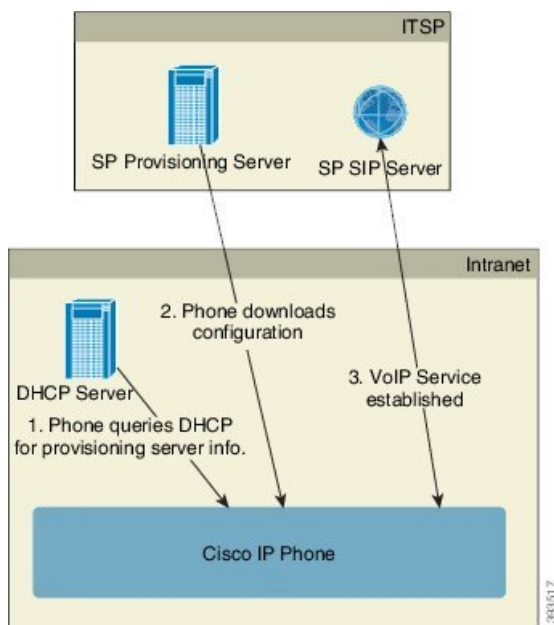 ITSP
SP Provisioning Server
SP SIP Server
Intranet
2. Phone downloads
configuration
DHCP Server
3. VoIP Service
established
1. Phone queries DHCP
for provisioning server info.
Cisco IP Phone
393517